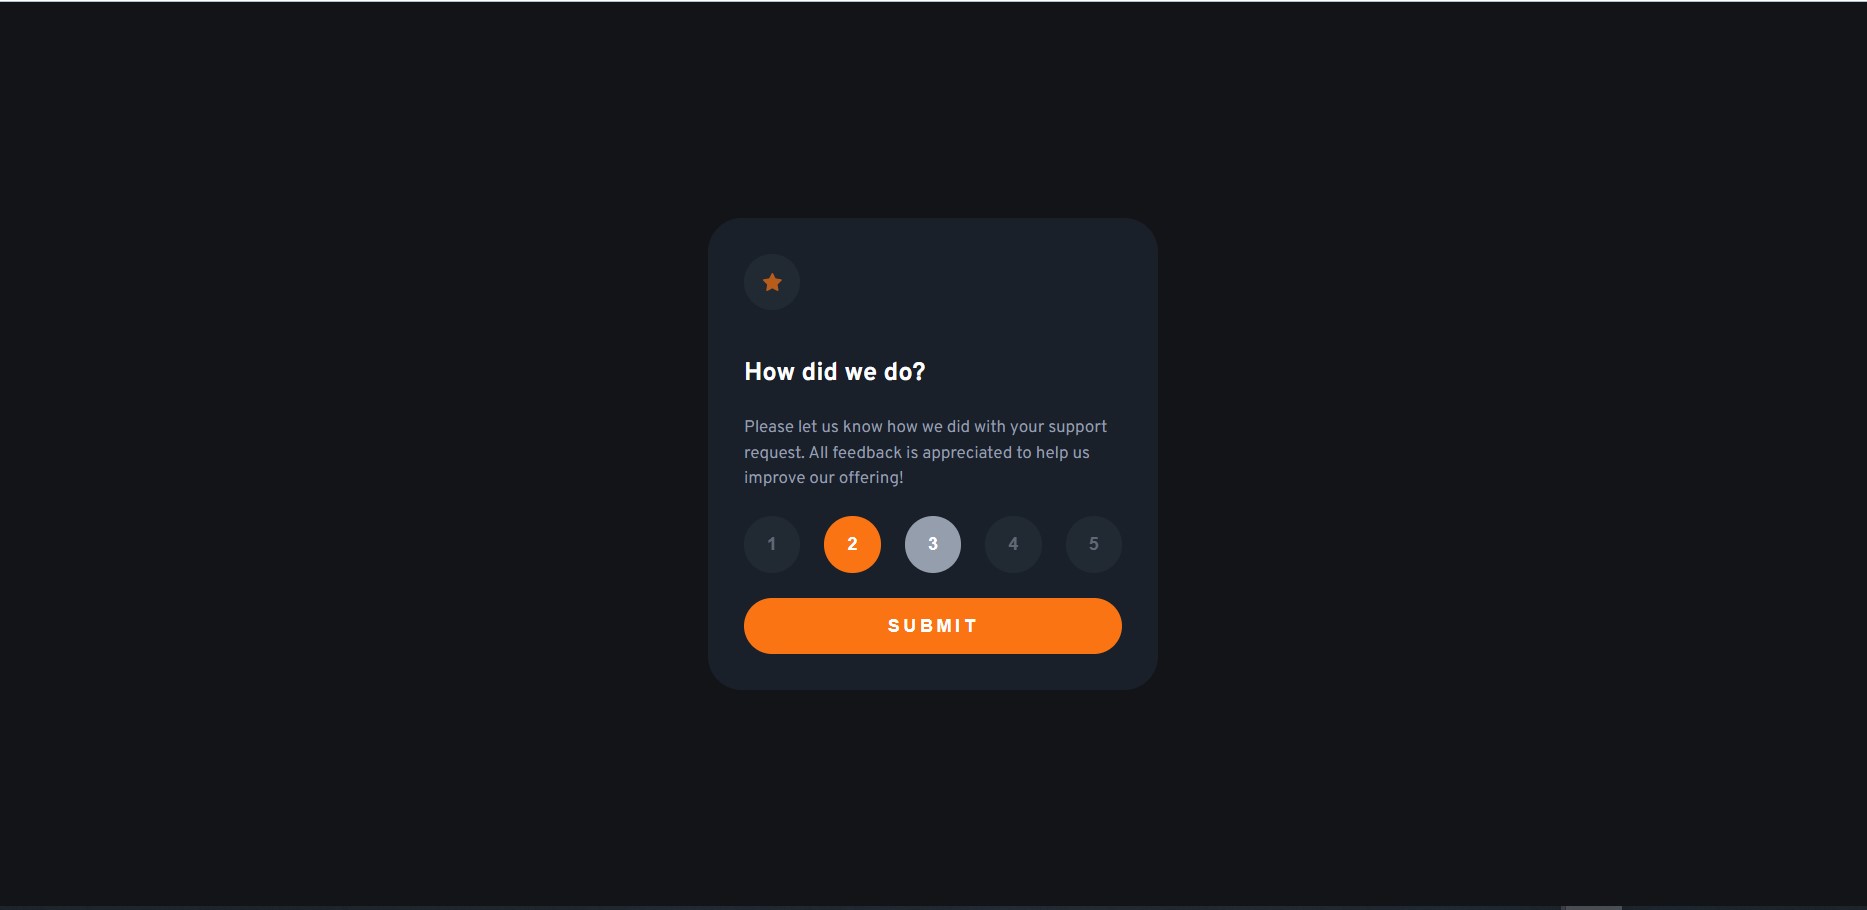 How did we do?
Please let us know how we did with your support
request. All feedback is appreciated to help us
improve our offering!
1 2 3 4 5
SUBMIT